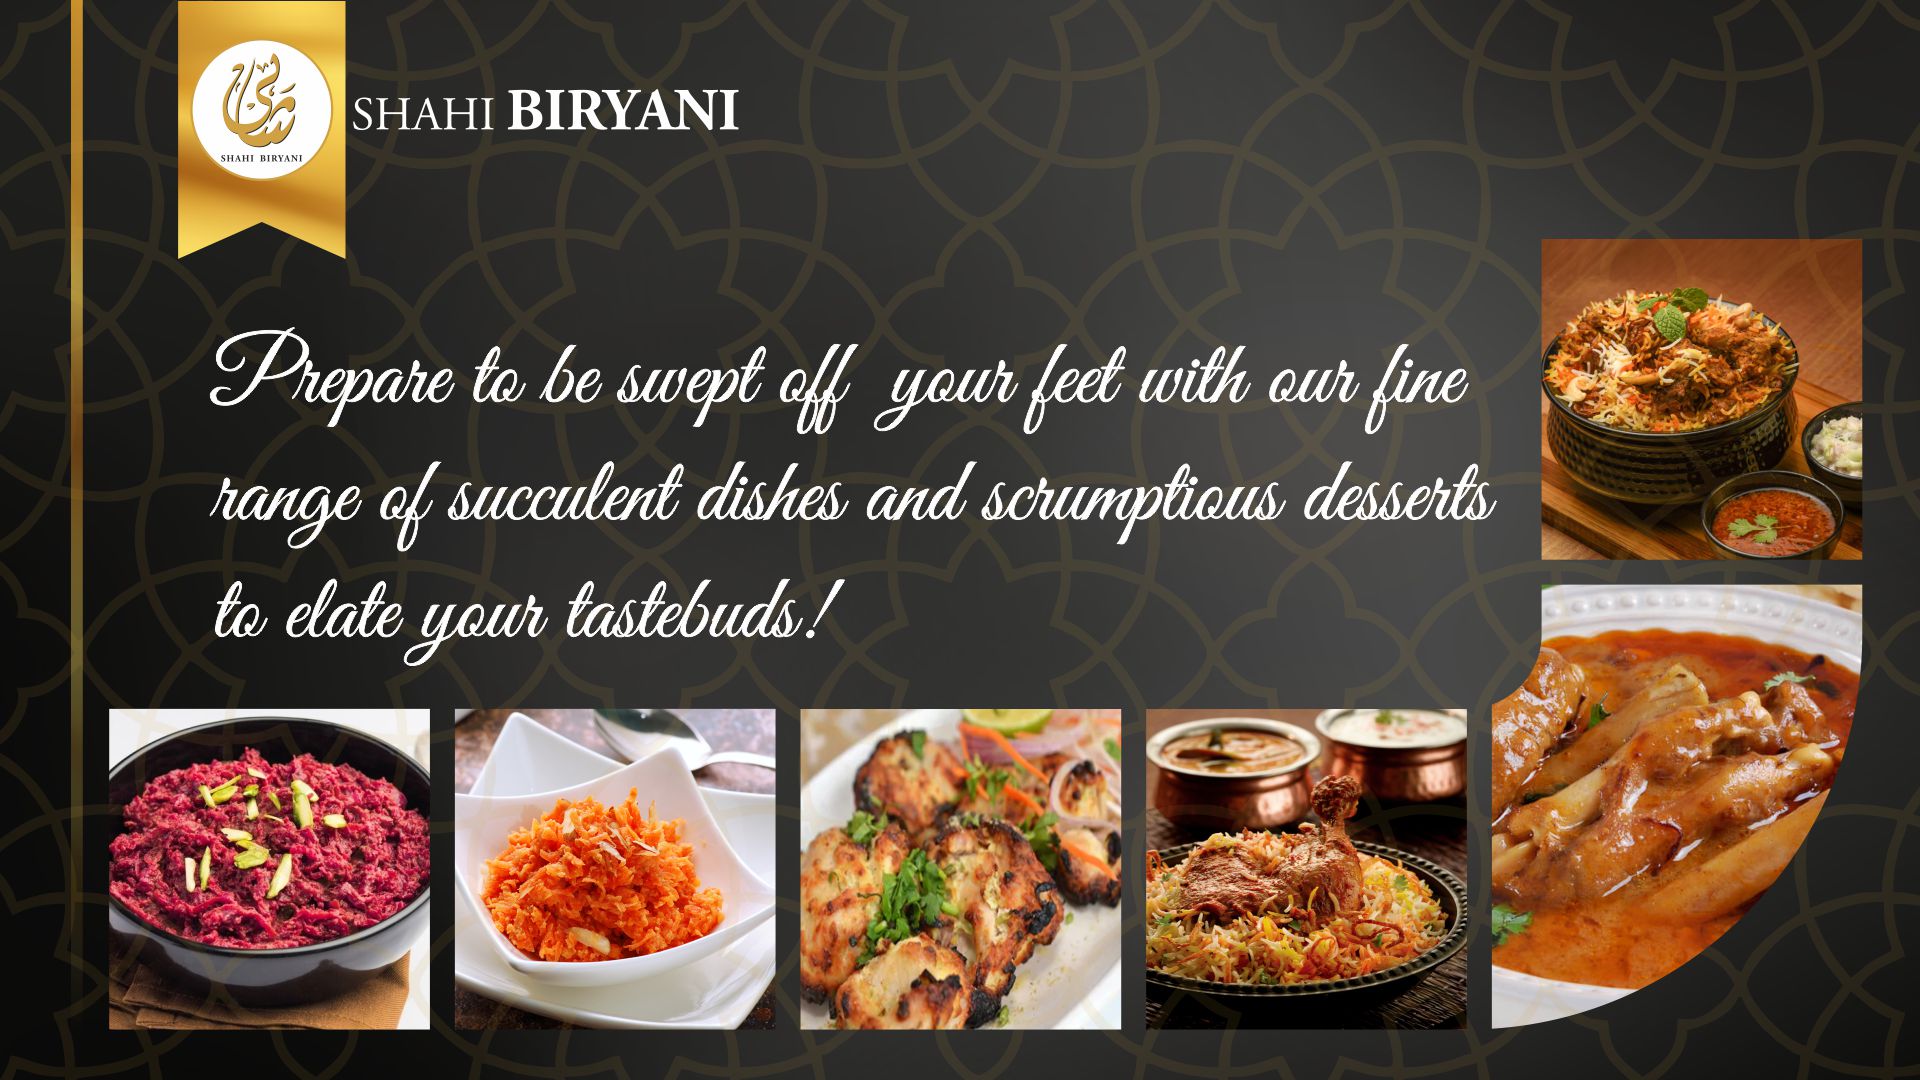 SHAHI BIRYANI
SHAHI BIRYANI
Prepare to be swept off your feet with our fine
range of succulent dishes and scrumptious desserts
to elate your tastebuds!